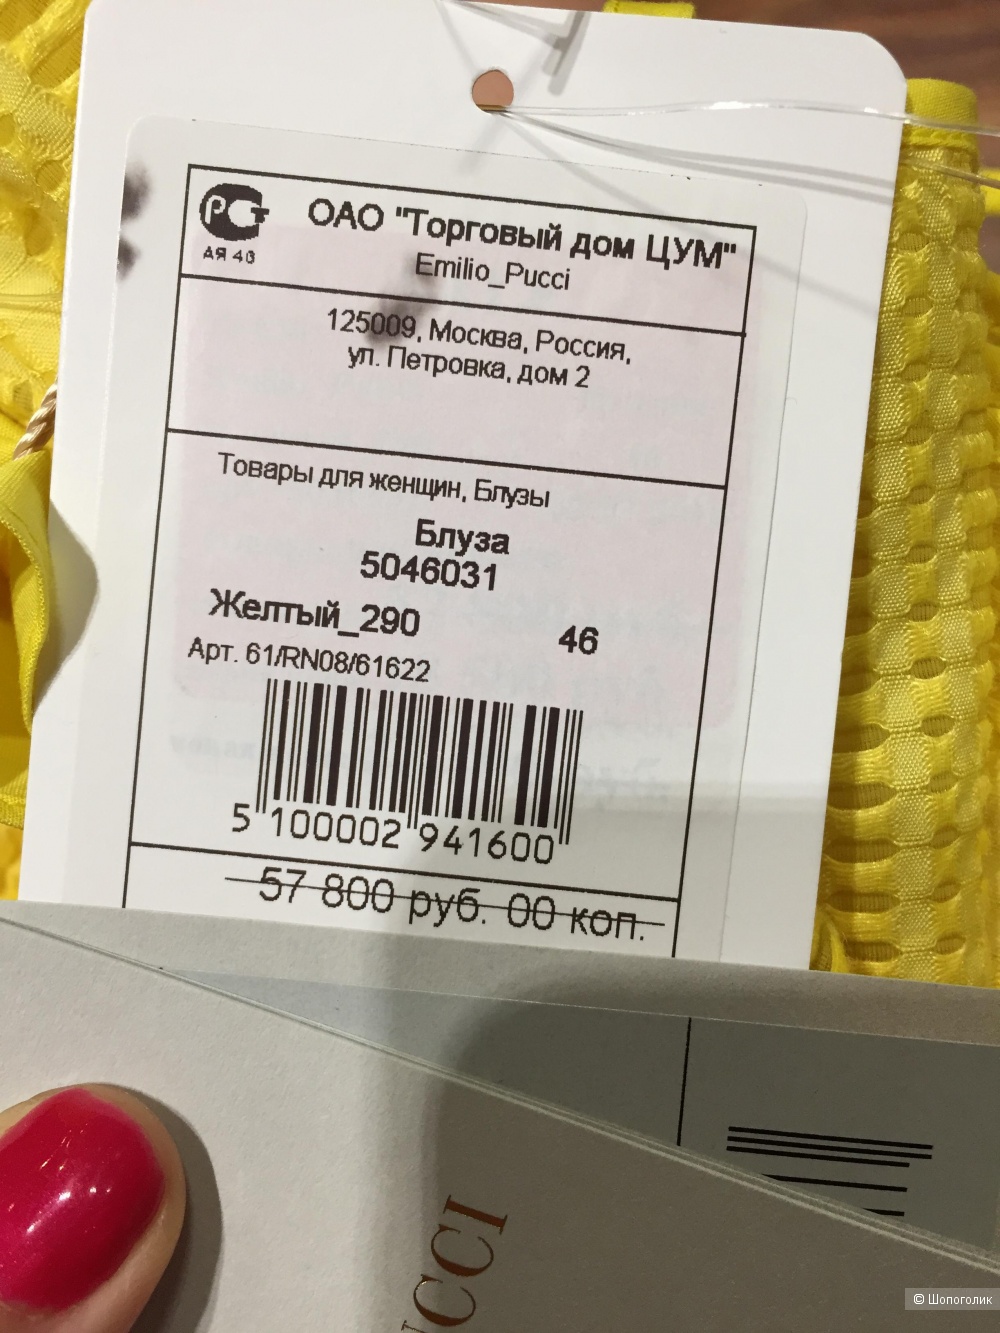 РСТ
АЯ 46
ОАО "Торговый дом ЦУМ"
Emilio_Pucci
125009, Москва, Россия,
ул. Петровка, дом 2
Товары для женщин, Блузы
Блуза
5046031
Желтый_290
46
Арт. 61/RN08/61622
5 100002 941600
57 800 руб. 00 коп.
UCCI
© Шопоголик